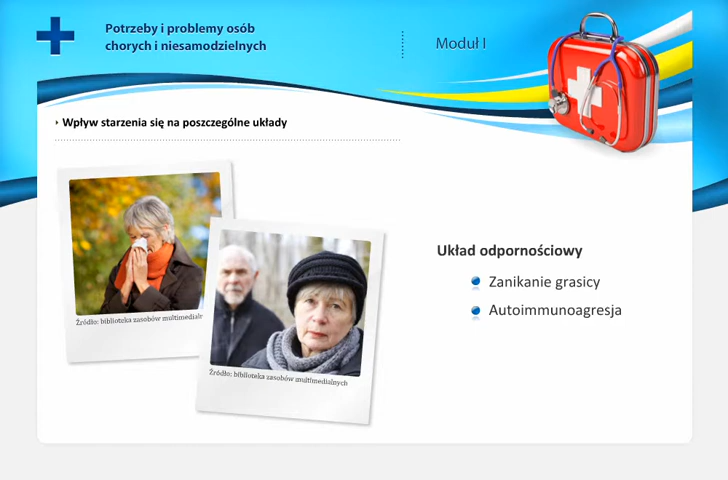 Potrzeby i problemy osób
chorych i niesamodzielnych
Moduł I
Wpływ starzenia się na poszczególne układy
Źródło: biblioteka zasobów multimedialn
Źródło: biblioteka zasobów multimedialnych
Układ odpornościowy
Zanikanie grasicy
Autoimmunoagresja